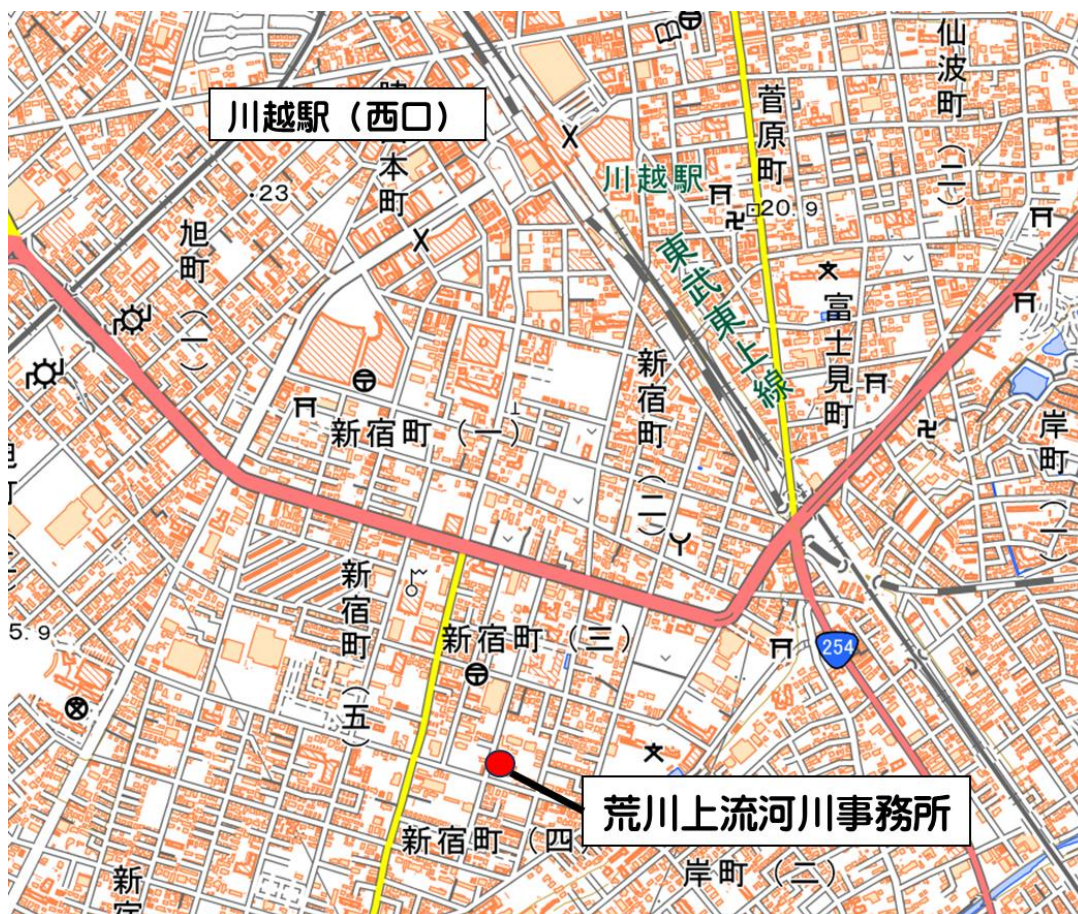 仙波町(二)
菅原町
川越駅（西口）
川越駅
20.9
23
旭町(一)
東武東上線
富士見町
新宿町(二)
岸町(一)
新宿町(一)
新宿町(五)
5.9
新宿町(三)
254
荒川上流河川事務所
新宿町(四)
岸町(二)
新宿